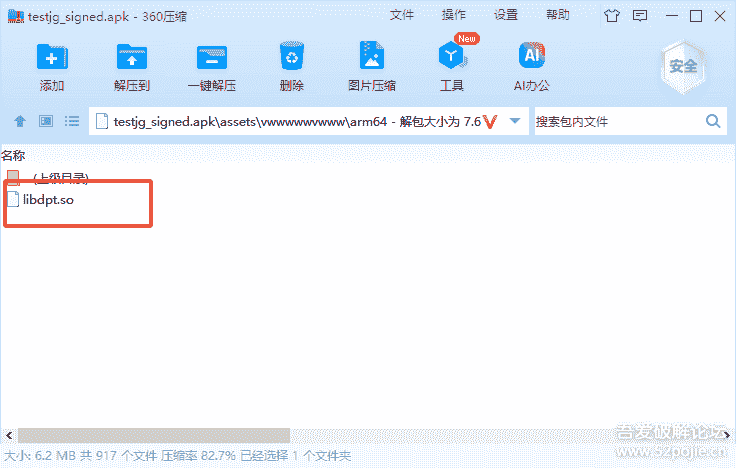 testjg_signed.apk - 360压缩
文件 操作 设置 帮助
New
添加 解压到 一键解压 删除 图片压缩 工具 AI办公
AI
安全
testjg_signed.apk\assets\vwwwwwvwww\arm64 - 解包大小为 7.6
搜索包内文件
名称
..(上级目录)
libdpt.so
吾爱破解论坛
www.52pojie.cn
大小: 6.2 MB 共 917 个文件 压缩率 82.7% 已经选择 1 个文件夹